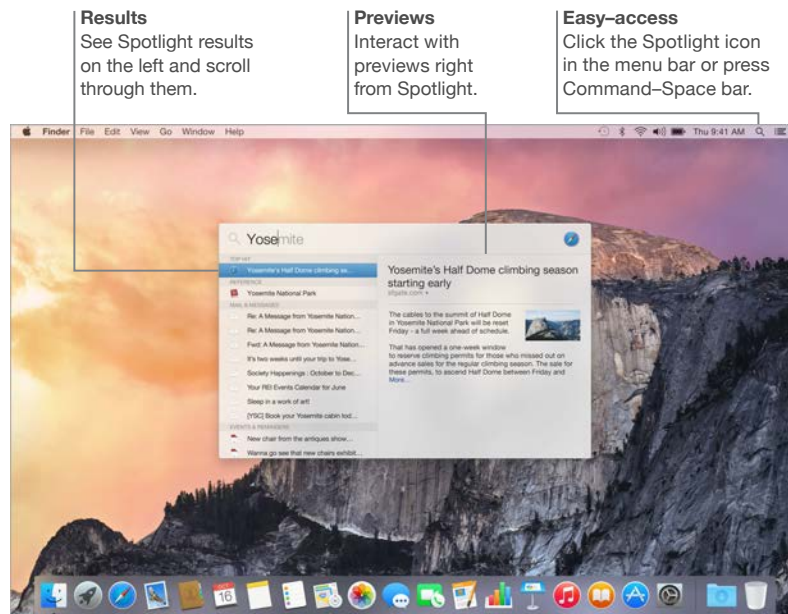 Results
See Spotlight results
on the left and scroll
through them.
Previews
Interact with
previews right
from Spotlight.
Easy–access
Click the Spotlight icon
in the menu bar or press
Command–Space bar.
Finder File Edit View Go Window Help
Thu 9:41 AM
Yosemite
TOP HIT
Yosemite's Half Dome climbing se...
REFERENCE
Yosemite National Park
MAIL & MESSAGES
Re: A Message from Yosemite Nation...
Re: A Message from Yosemite Nation...
Fwd: A Message from Yosemite Nation...
It's two weeks until your trip to Yose...
Society Happenings : October to Dec...
Your REI Events Calendar for June
Sleep in a work of art!
[YSC] Book your Yosemite cabin tod...
EVENTS & REMINDERS
New chair from the antiques show...
Wanna go see that new chairs exhibit...
Yosemite's Half Dome climbing season
starting early
sfgate.com
The cables to the summit of Half Dome
in Yosemite National Park will be reset
Friday - a full week ahead of schedule.
That has opened a one-week window
to reserve climbing permits for those who missed out on
advance sales for the regular climbing season. The sale for
these permits, to ascend Half Dome between Friday and
More...
OCT
16